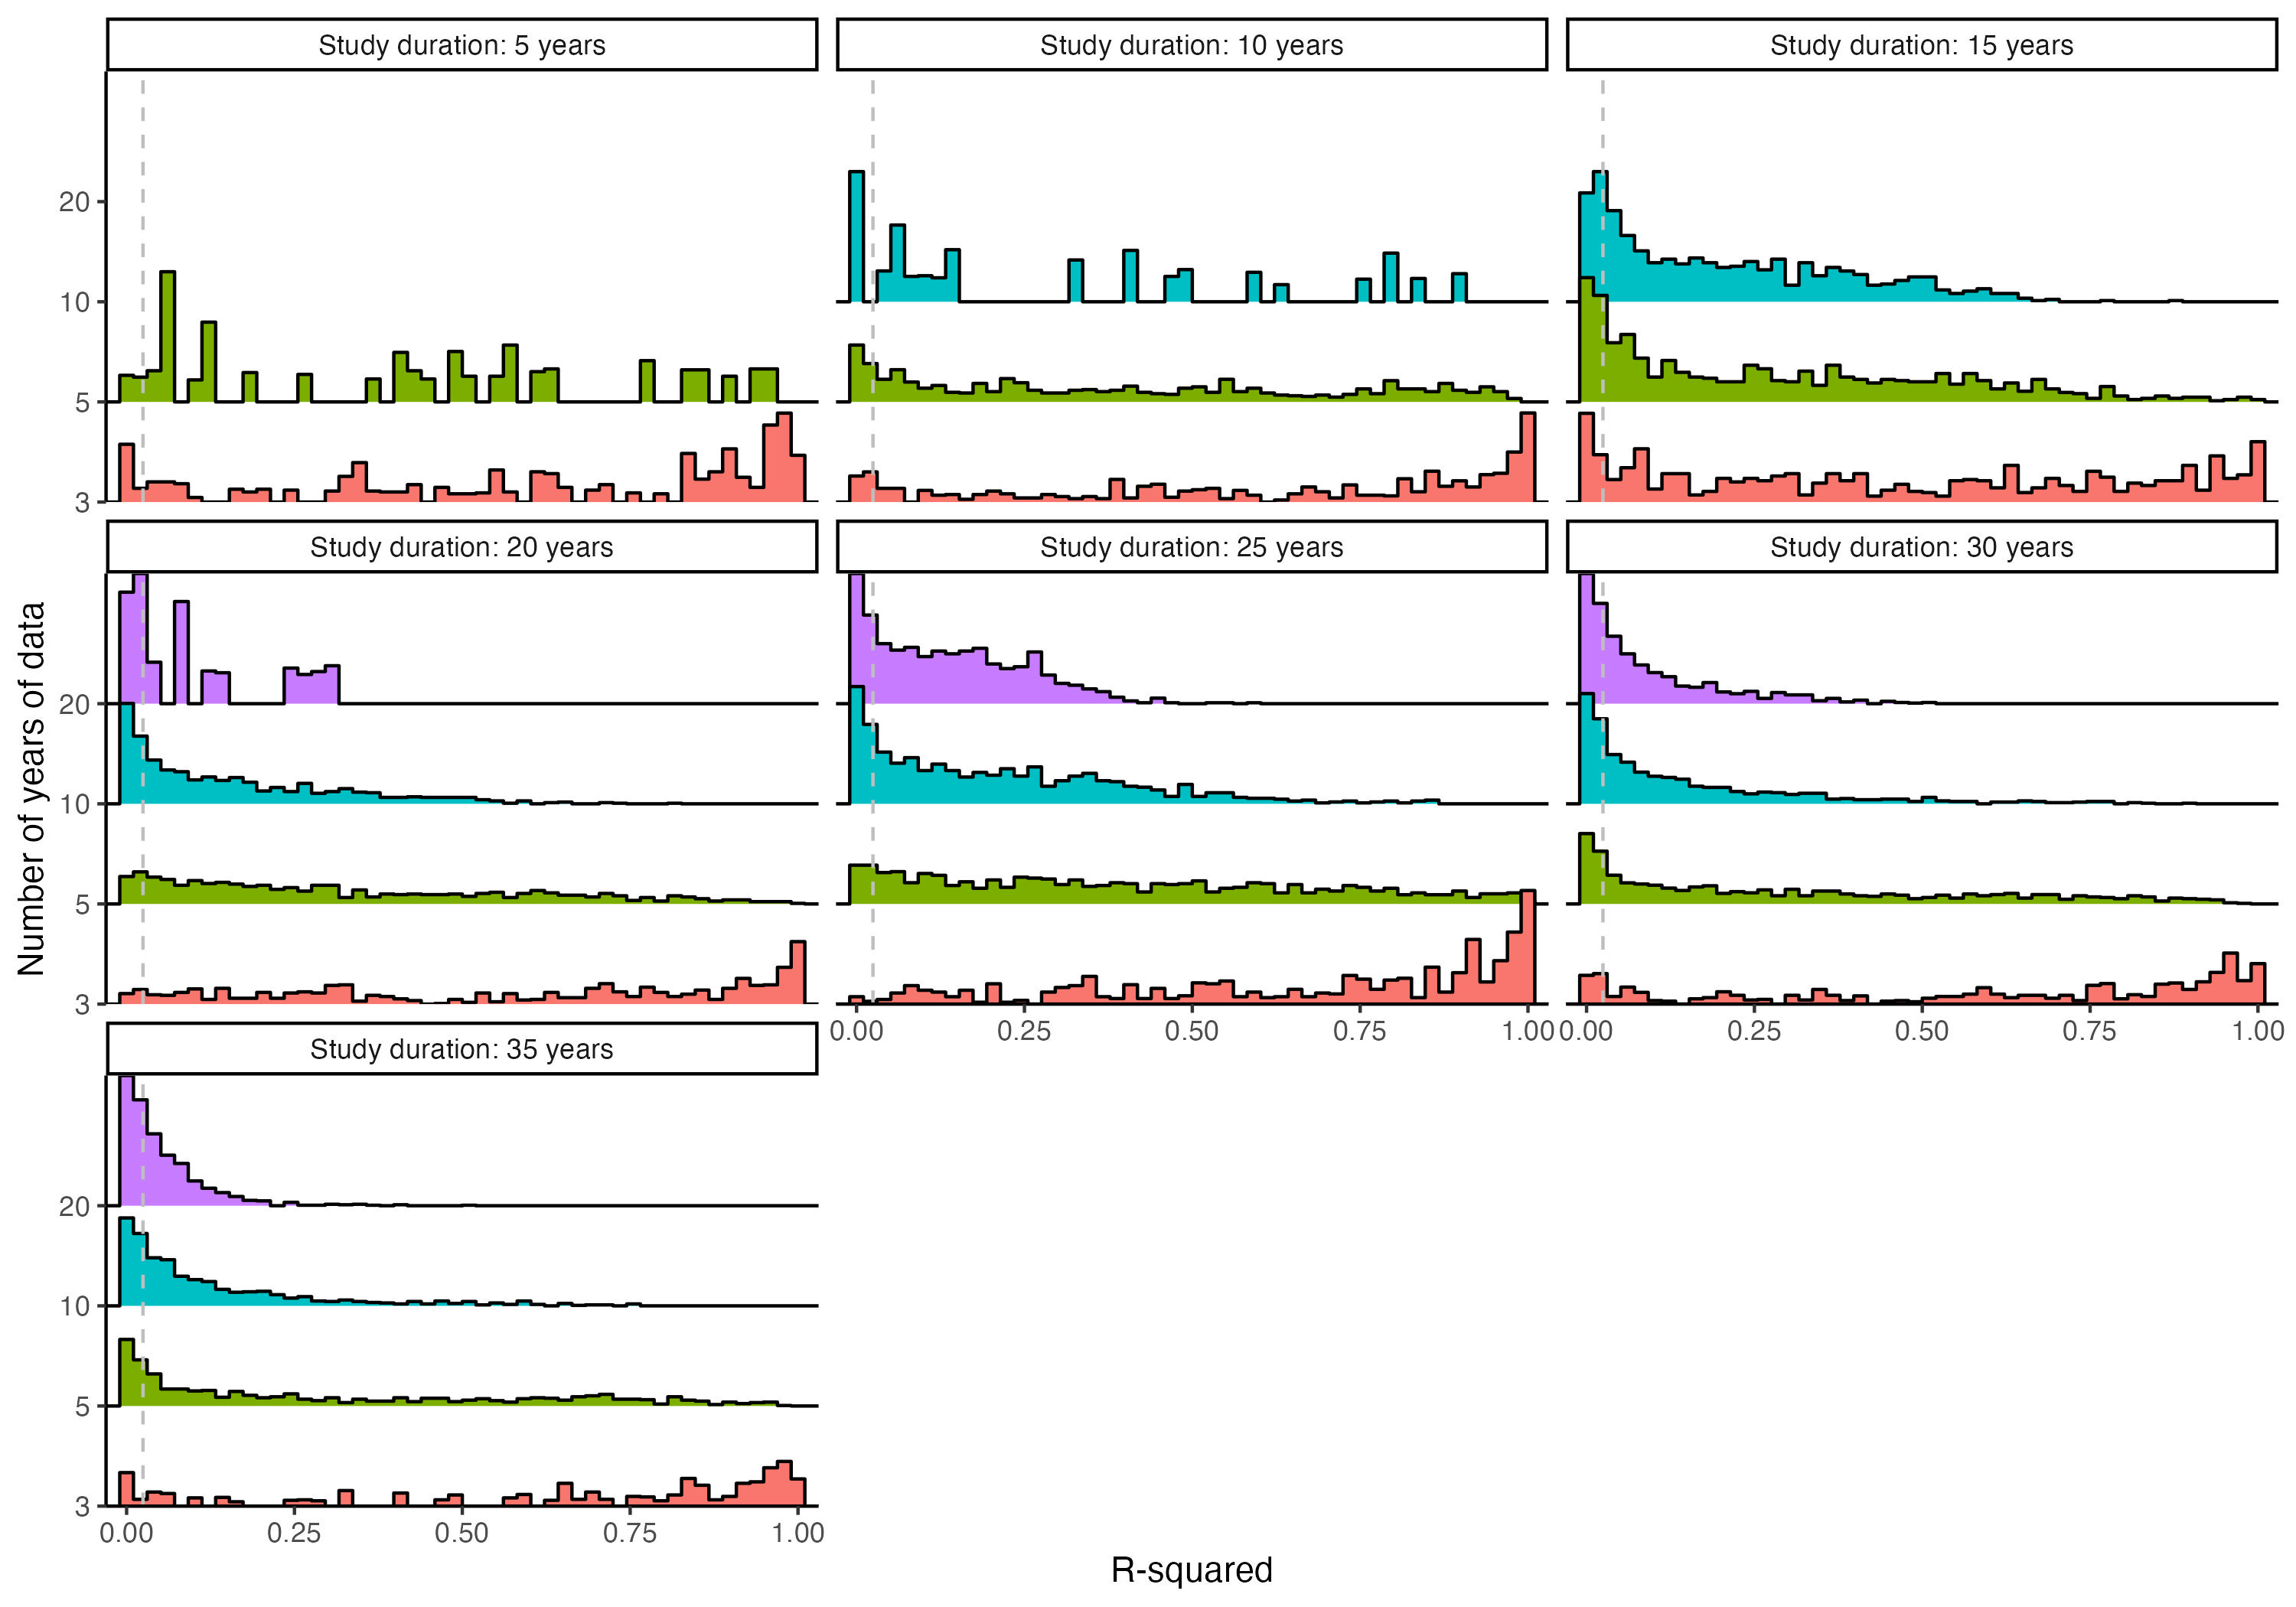 Study duration: 5 years
Study duration: 10 years
Study duration: 15 years
20
10
5
3
Study duration: 20 years
Study duration: 25 years
Study duration: 30 years
20
10
5
3
0.00 0.25 0.50 0.75 1.00
0.00 0.25 0.50 0.75 1.00
Study duration: 35 years
20
10
5
3
0.00 0.25 0.50 0.75 1.00
Number of years of data
R-squared